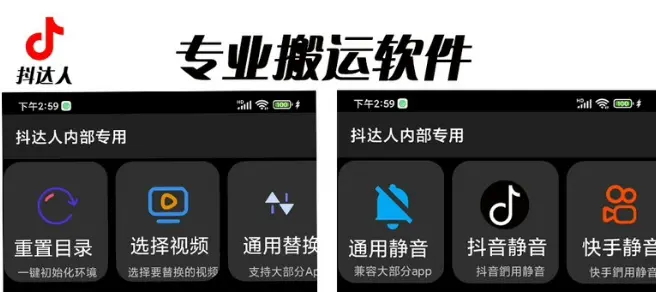 专业搬运软件
抖达人
下午2:59
100
抖达人内部专用
重置目录
一键初始化环境
选择视频
选择要替换的视频
通用替换
支持大部分Ap
下午2:59
100
抖达人内部专用
通用静音
兼容大部分app
抖音静音
抖音鈤用静音
快手静音
快手鈤用静音